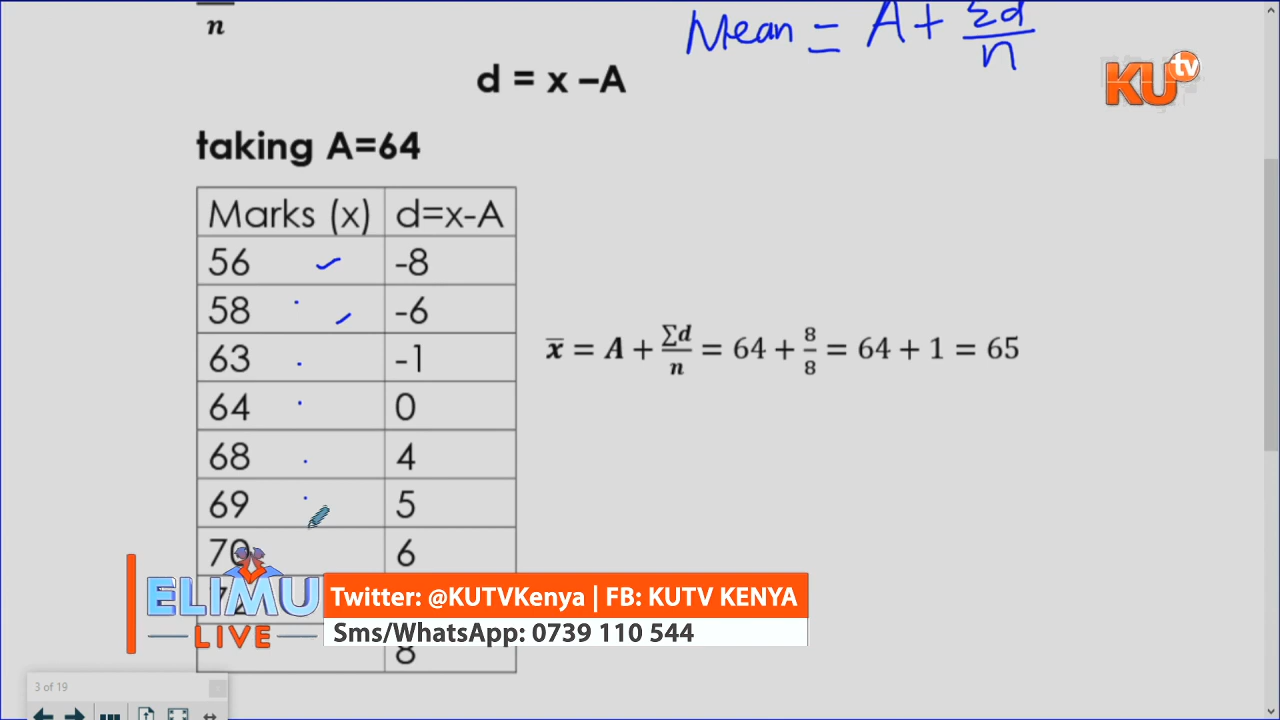 n
Mean = A + Σd
n
KU tv
d = x –A
taking A=64
Marks (x) d=x-A
56 -8
58 -6
63 -1
64 0
68 4
69 5
70 6
8
x̅ = A + Σd/n = 64 + 8/8 = 64 + 1 = 65
ELIMU
LIVE
Twitter: @KUTVKenya | FB: KUTV KENYA
Sms/WhatsApp: 0739 110 544
3 of 19